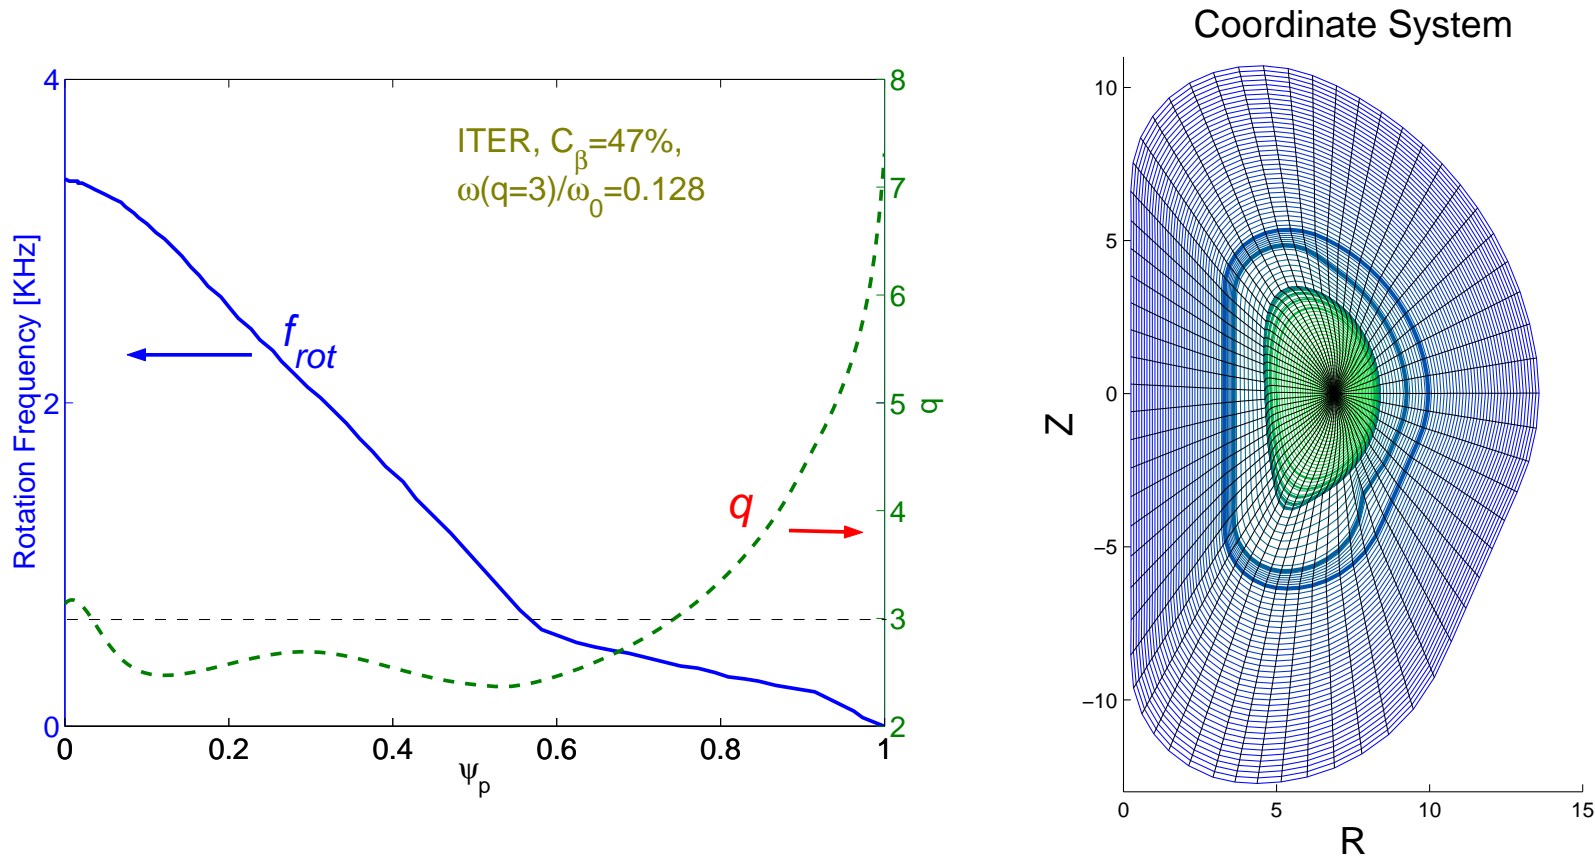 Coordinate System
4
2
0
Rotation Frequency [KHz]
ITER, Cβ=47%,
ω(q=3)/ω0=0.128
frot
q
8
7
6
5
4
3
2
q
0
0.2
0.4
0.6
0.8
1
ψp
10
5
0
−5
−10
Z
0
5
10
15
R